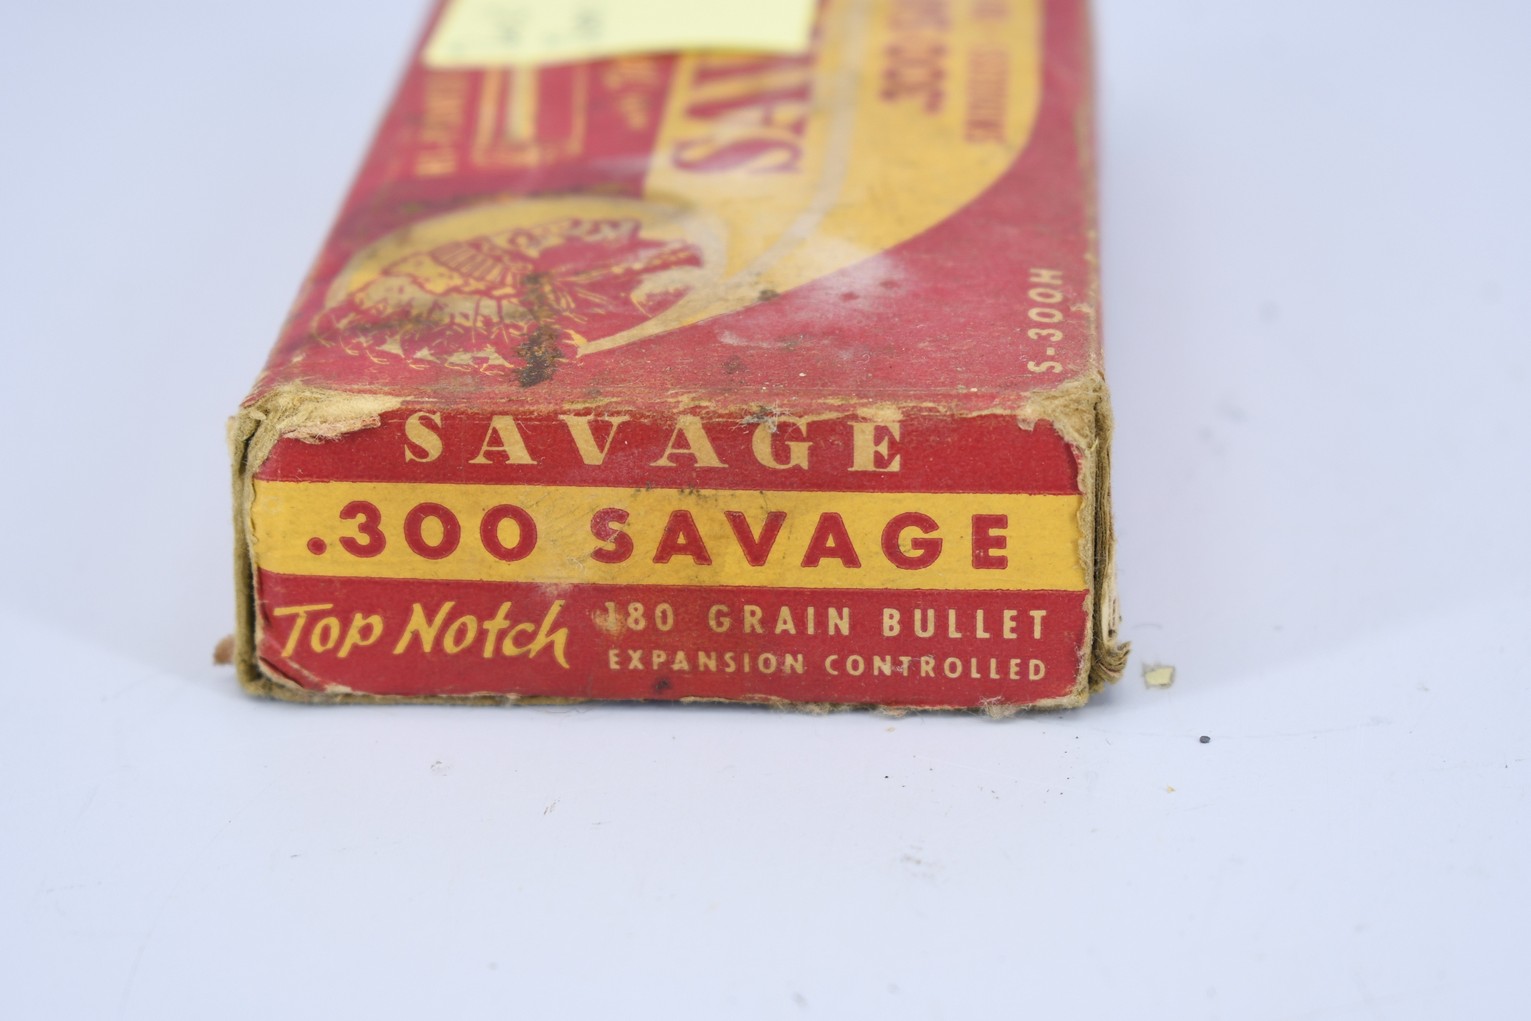 SAVAGE
.300 SAVAGE
Top Notch
180 GRAIN BULLET
EXPANSION CONTROLLED
S-300H